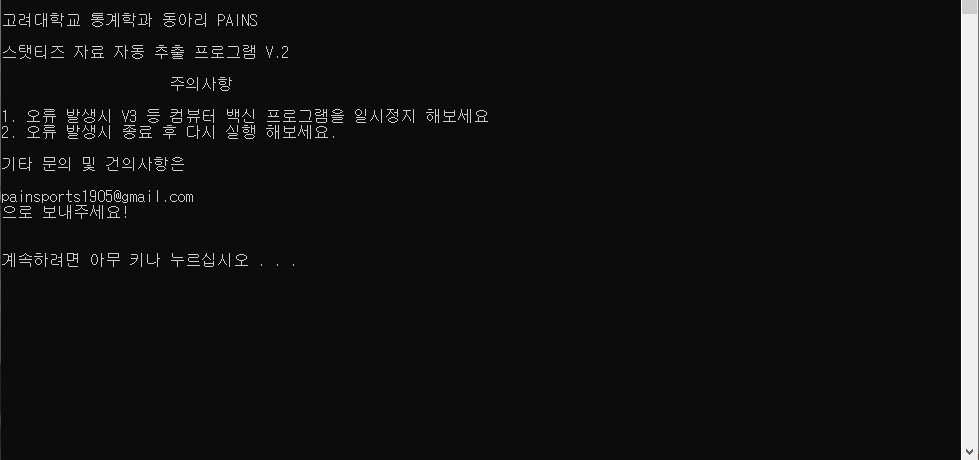 고려대학교 통계학과 동아리 PAINS
스탯티즈 자료 자동 추출 프로그램 V.2
주의사항
1. 오류 발생시 V3 등 컴뷰터 백신 프로그램을 일시정지 해보세요
2. 오류 발생시 종료 후 다시 실행 해보세요.
기타 문의 및 건의사항은
painsports1905@gmail.com
으로 보내주세요!
계속하려면 아무 키나 누르십시오 . . .